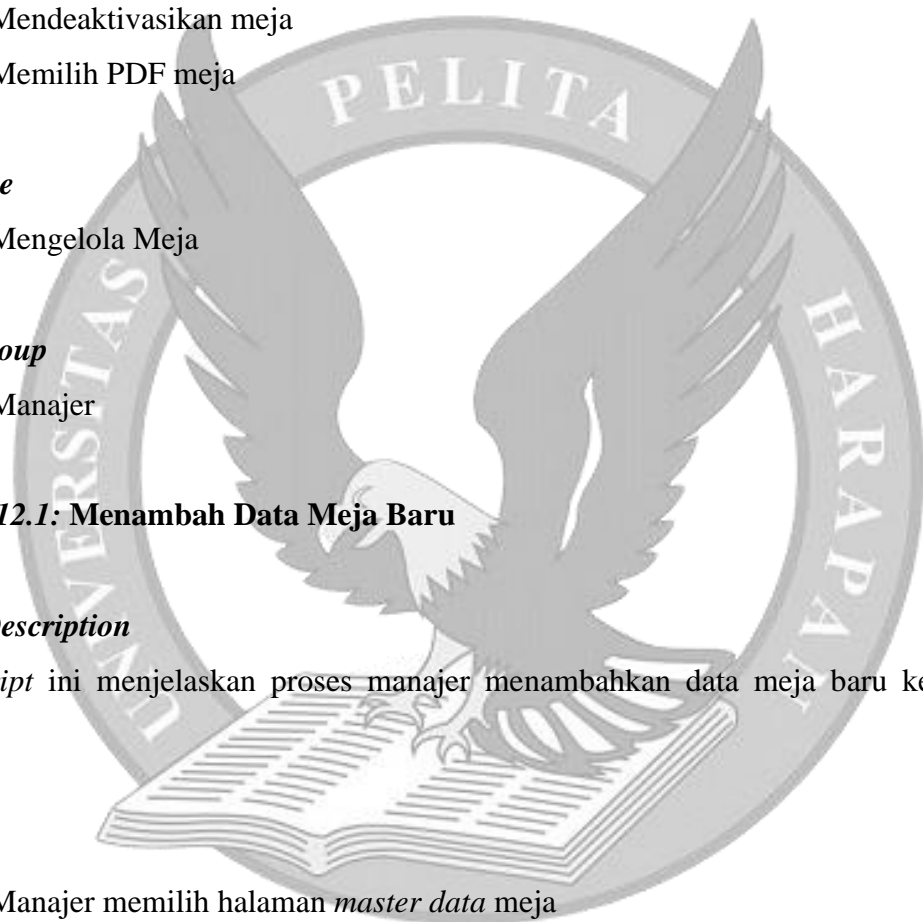 Mendeaktivasikan meja
Memilih PDF meja
e
Mengelola Meja
oup
Manajer
12.1: Menambah Data Meja Baru
escription
ipt ini menjelaskan proses manajer menambahkan data meja baru ke
Manajer memilih halaman master data meja
UNIVERSITAS PELITA HARAPAN